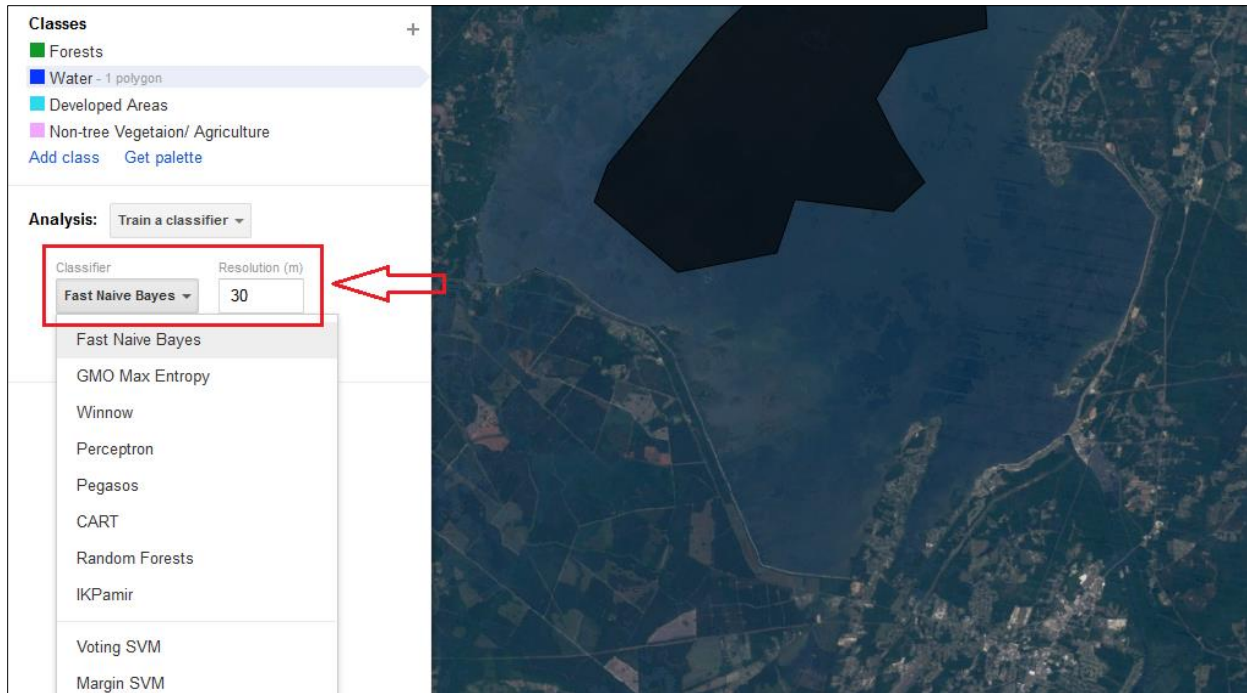 Classes
+
Forests
Water - 1 polygon
Developed Areas
Non-tree Vegetaion/ Agriculture
Add class Get palette
Analysis: Train a classifier
Classifier Resolution (m)
Fast Naive Bayes 30
Fast Naive Bayes
GMO Max Entropy
Winnow
Perceptron
Pegasos
CART
Random Forests
IKPamir
Voting SVM
Margin SVM